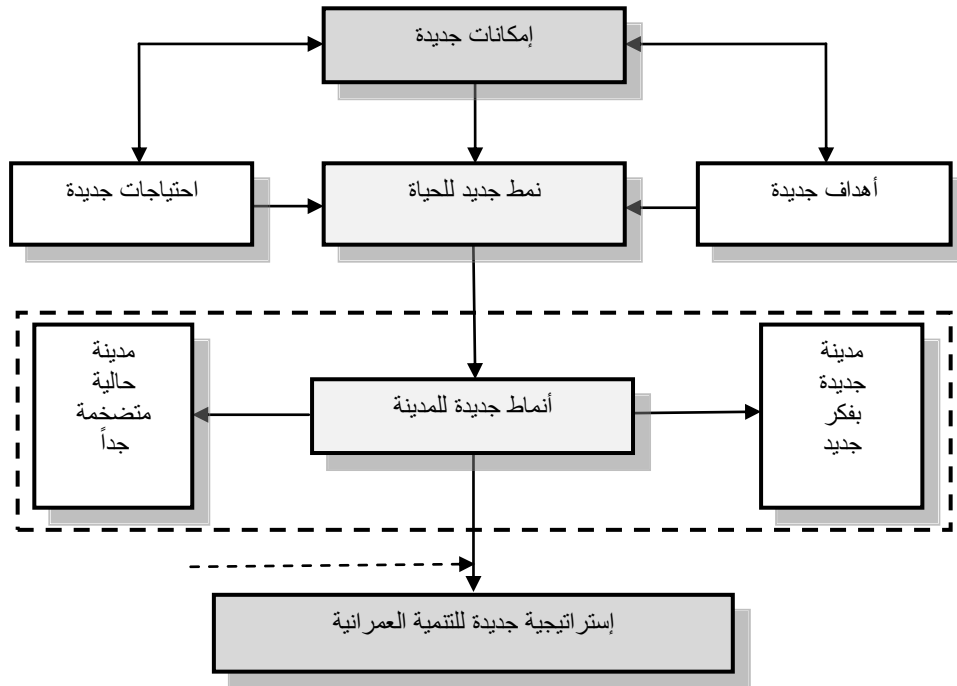 إمكانات جديدة
أهداف جديدة
نمط جديد للحياة
احتياجات جديدة
مدينة
جديدة
بفكر
جديد
أنماط جديدة للمدينة
مدينة
حالية
متضخمة
جداً
إستراتيجية جديدة للتنمية العمرانية